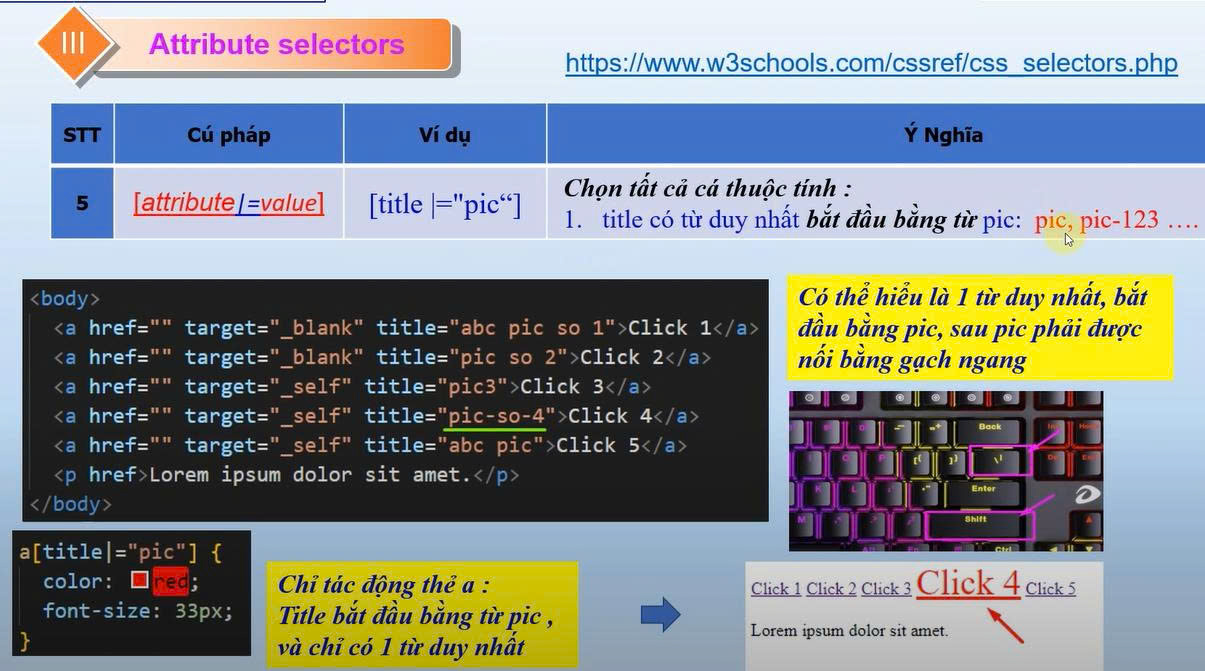 III
Attribute selectors
https://www.w3schools.com/cssref/css_selectors.php
STT
Cú pháp
Ví dụ
Ý Nghĩa
5
[attribute|=value]
[title |="pic“]
Chọn tất cả cá thuộc tính :
1. title có từ duy nhất bắt đầu bằng từ pic: pic, pic-123 ….
<body>
<a href="" target="_blank" title="abc pic so 1">Click 1</a>
<a href="" target="_blank" title="pic so 2">Click 2</a>
<a href="" target="_self" title="pic3">Click 3</a>
<a href="" target="_self" title="pic-so-4">Click 4</a>
<a href="" target="_self" title="abc pic">Click 5</a>
<p href>Lorem ipsum dolor sit amet.</p>
</body>
Có thể hiểu là 1 từ duy nhất, bắt
đầu bằng pic, sau pic phải được
nối bằng gạch ngang
Back
\|
Enter
Shift
Ctrl
a[title|="pic"] {
color: red;
font-size: 33px;
}
Chỉ tác động thẻ a :
Title bắt đầu bằng từ pic ,
và chỉ có 1 từ duy nhất
Click 1 Click 2 Click 3 Click 4 Click 5
Lorem ipsum dolor sit amet.